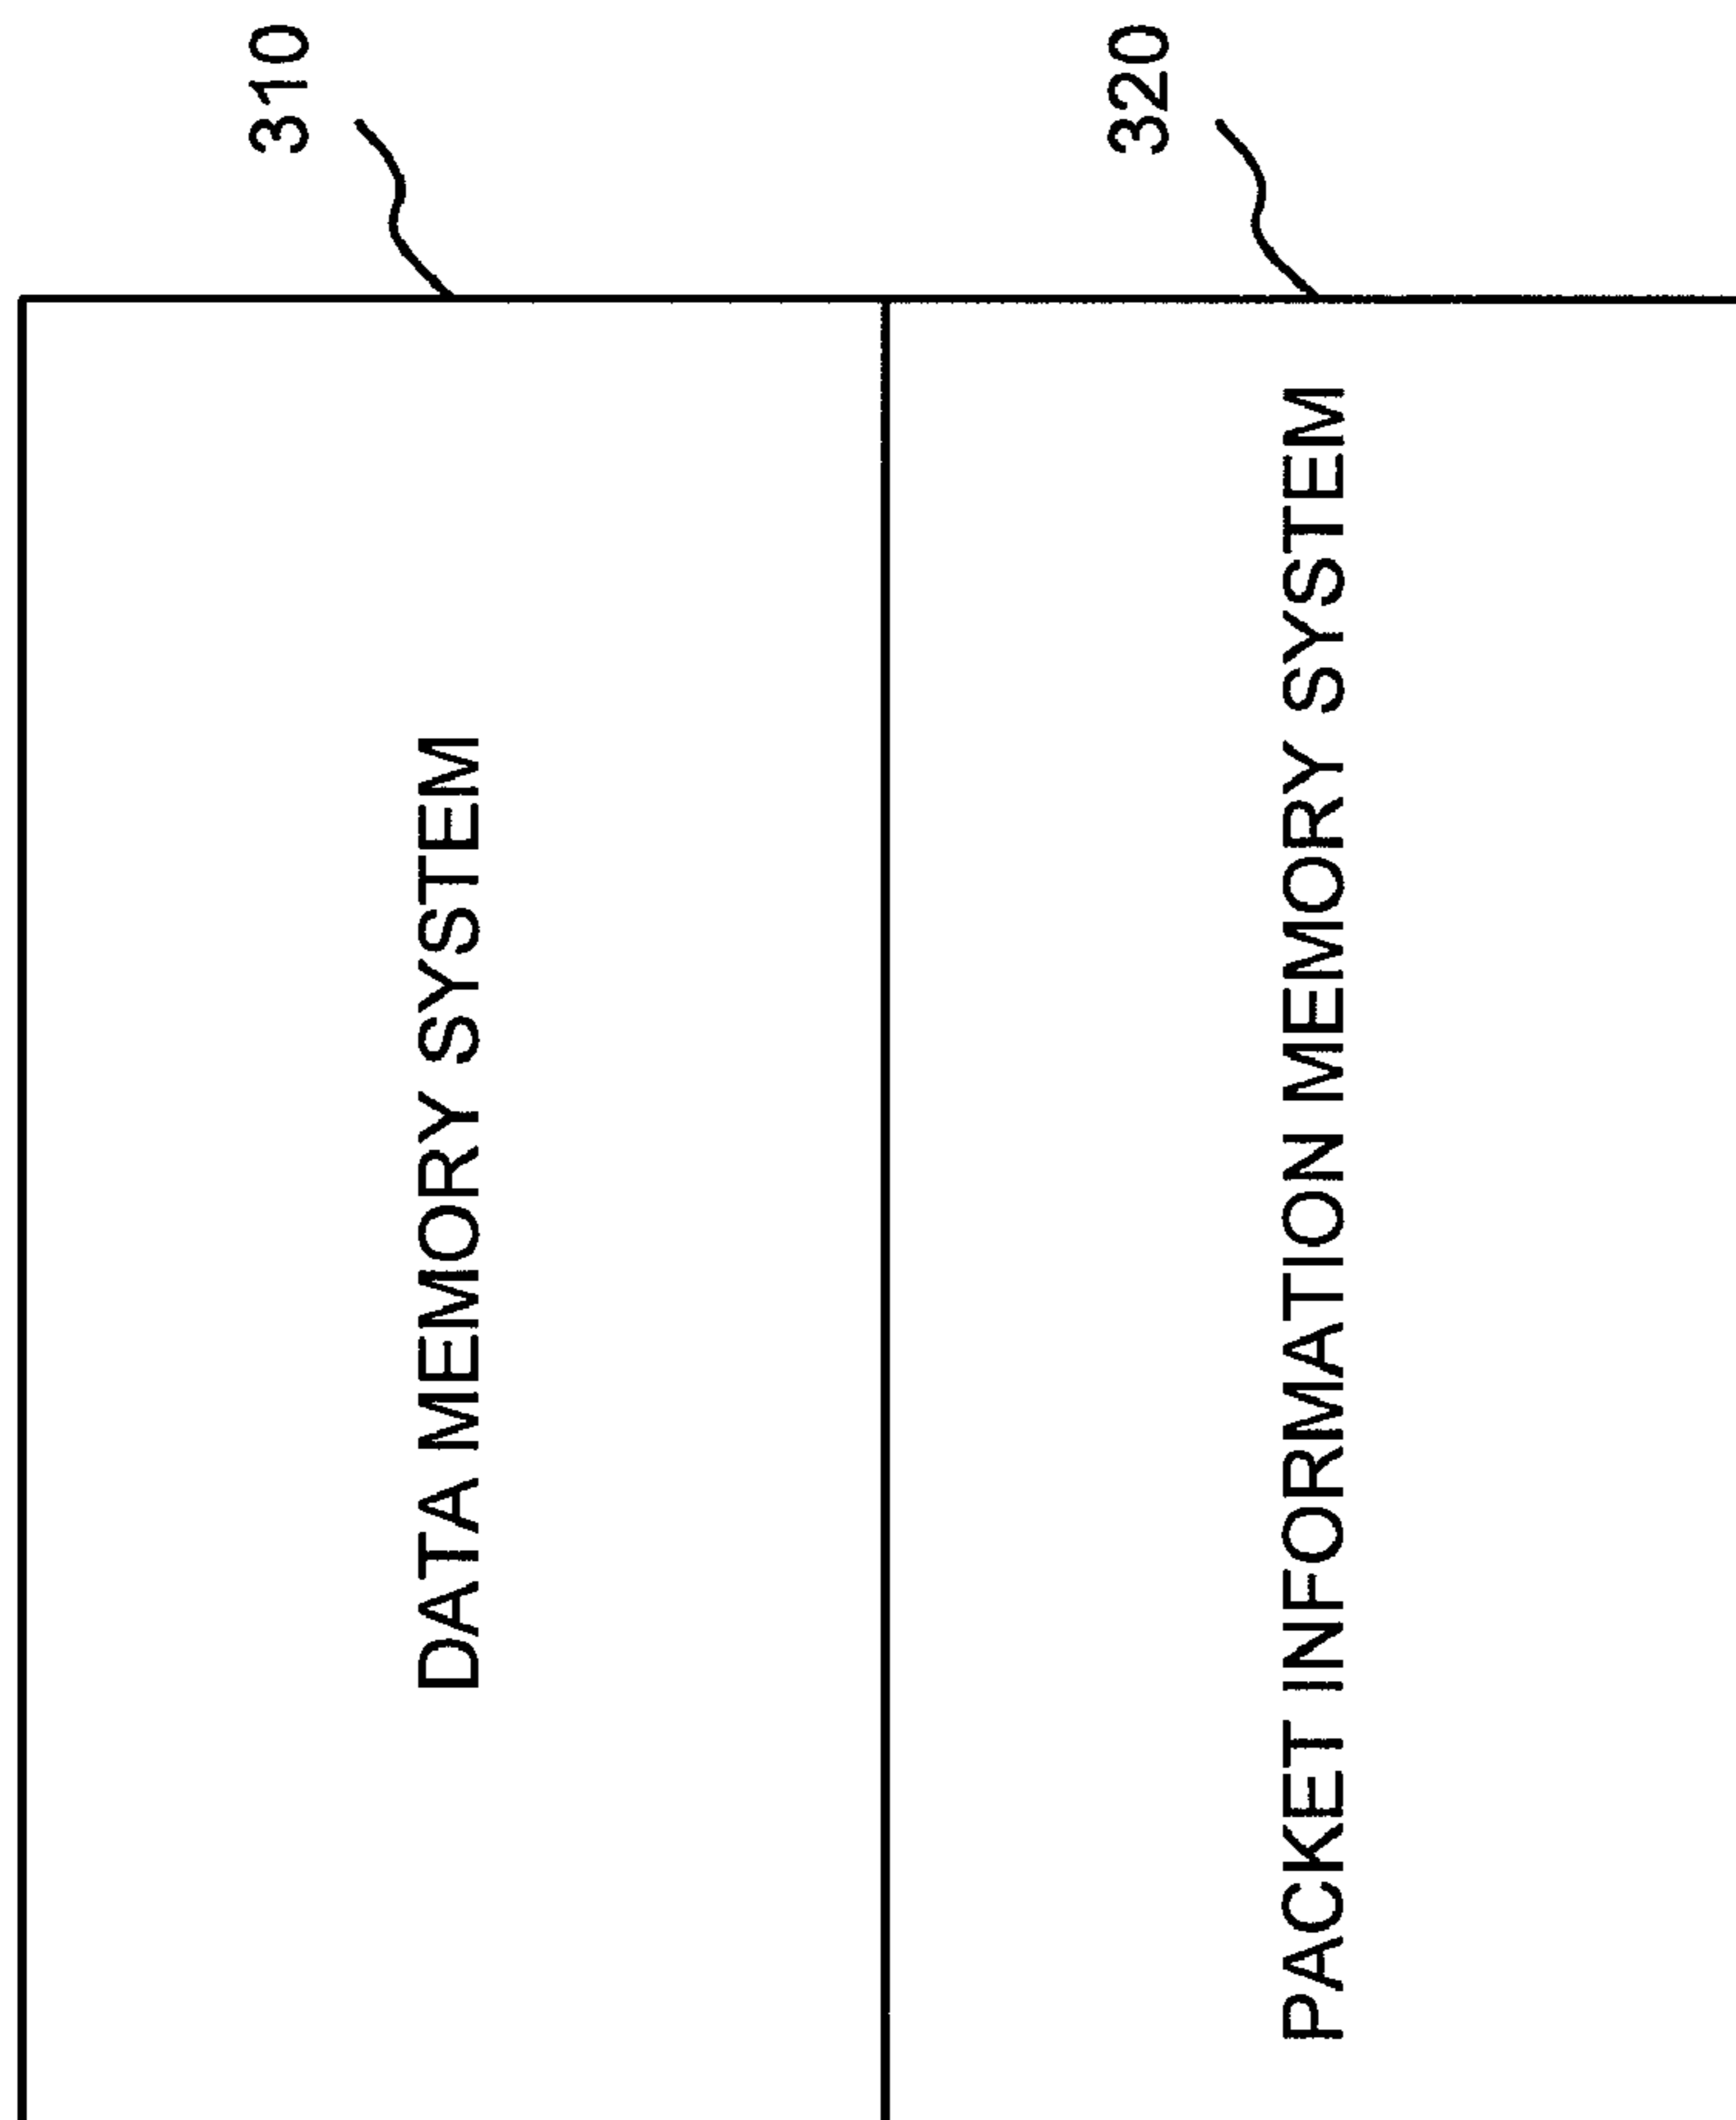 310
DATA MEMORY SYSTEM
320
PACKET INFORMATION MEMORY SYSTEM